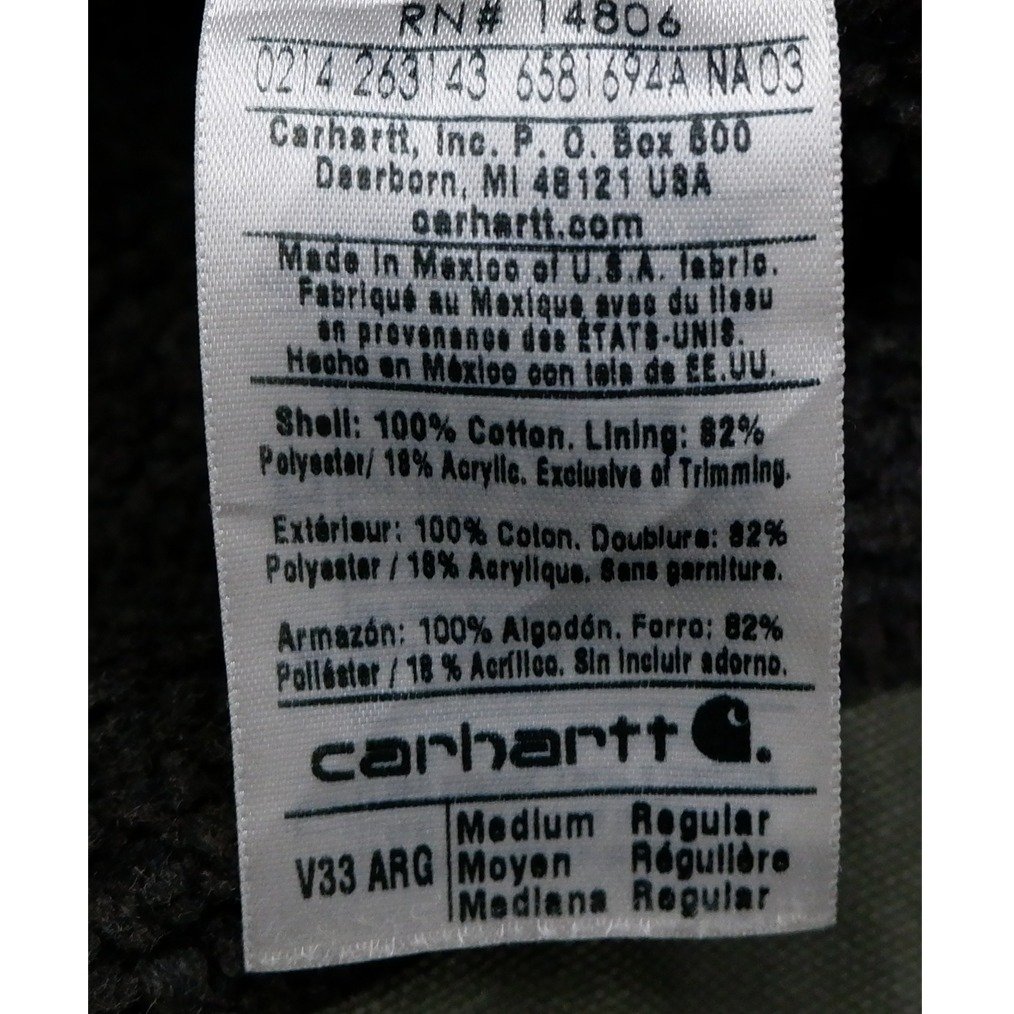 RN# 14806
0214 263143 6581694A NA03
Carhartt, Inc. P. O. Box 600
Dearborn, MI 48121 USA
carhartt.com
Made in Mexico of U.S.A. fabric.
Fabriqué au Mexique avec du tissu
en provenance des ÉTATS-UNIS.
Hecho en México con tela de EE.UU.
Shell: 100% Cotton. Lining: 82%
Polyester/ 18% Acrylic. Exclusive of Trimming.
Extérieur: 100% Coton. Doublure: 82%
Polyester / 18% Acrylique. Sans garniture.
Armazón: 100% Algodón. Forro: 82%
Poliéster / 18 % Acrílico. Sin incluir adorno.
carhartt
V33 ARG
Medium Regular
Moyen Régulière
Mediana Regular